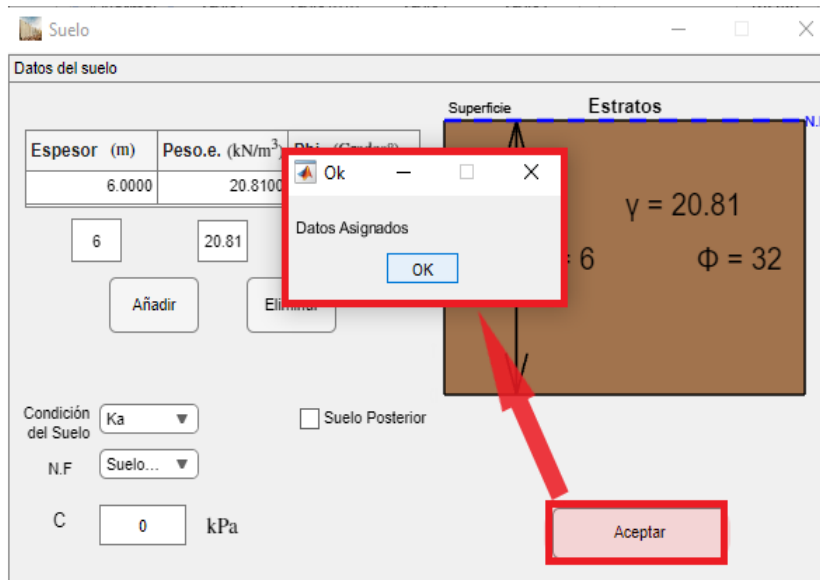 Suelo
Datos del suelo
Superficie
Estratos
Espesor (m)
Peso.e. (kN/m³)
6.0000
20.8100
6
20.81
Añadir
Ok
Datos Asignados
OK
γ = 20.81
= 6
Φ = 32
Condición
del Suelo
Ka
Suelo Posterior
N.F
Suelo...
C
0
kPa
Aceptar